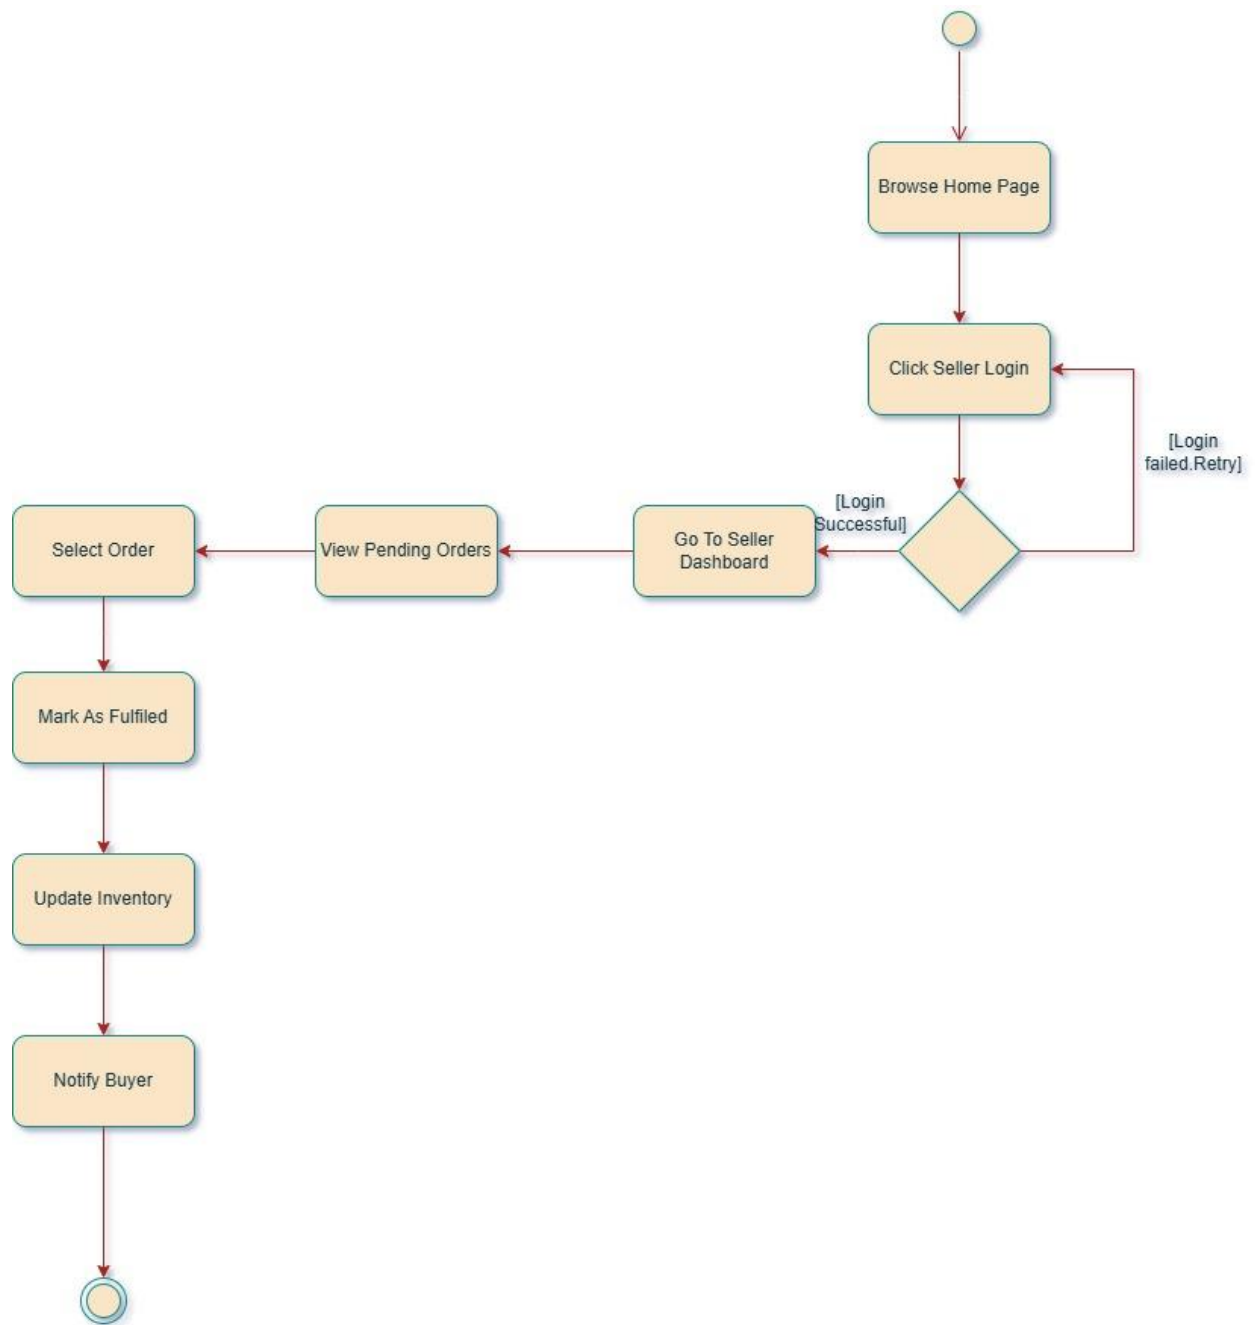 Browse Home Page
Click Seller Login
[Login
failed.Retry]
[Login
Successful]
Go To Seller
Dashboard
View Pending Orders
Select Order
Mark As Fulfiled
Update Inventory
Notify Buyer